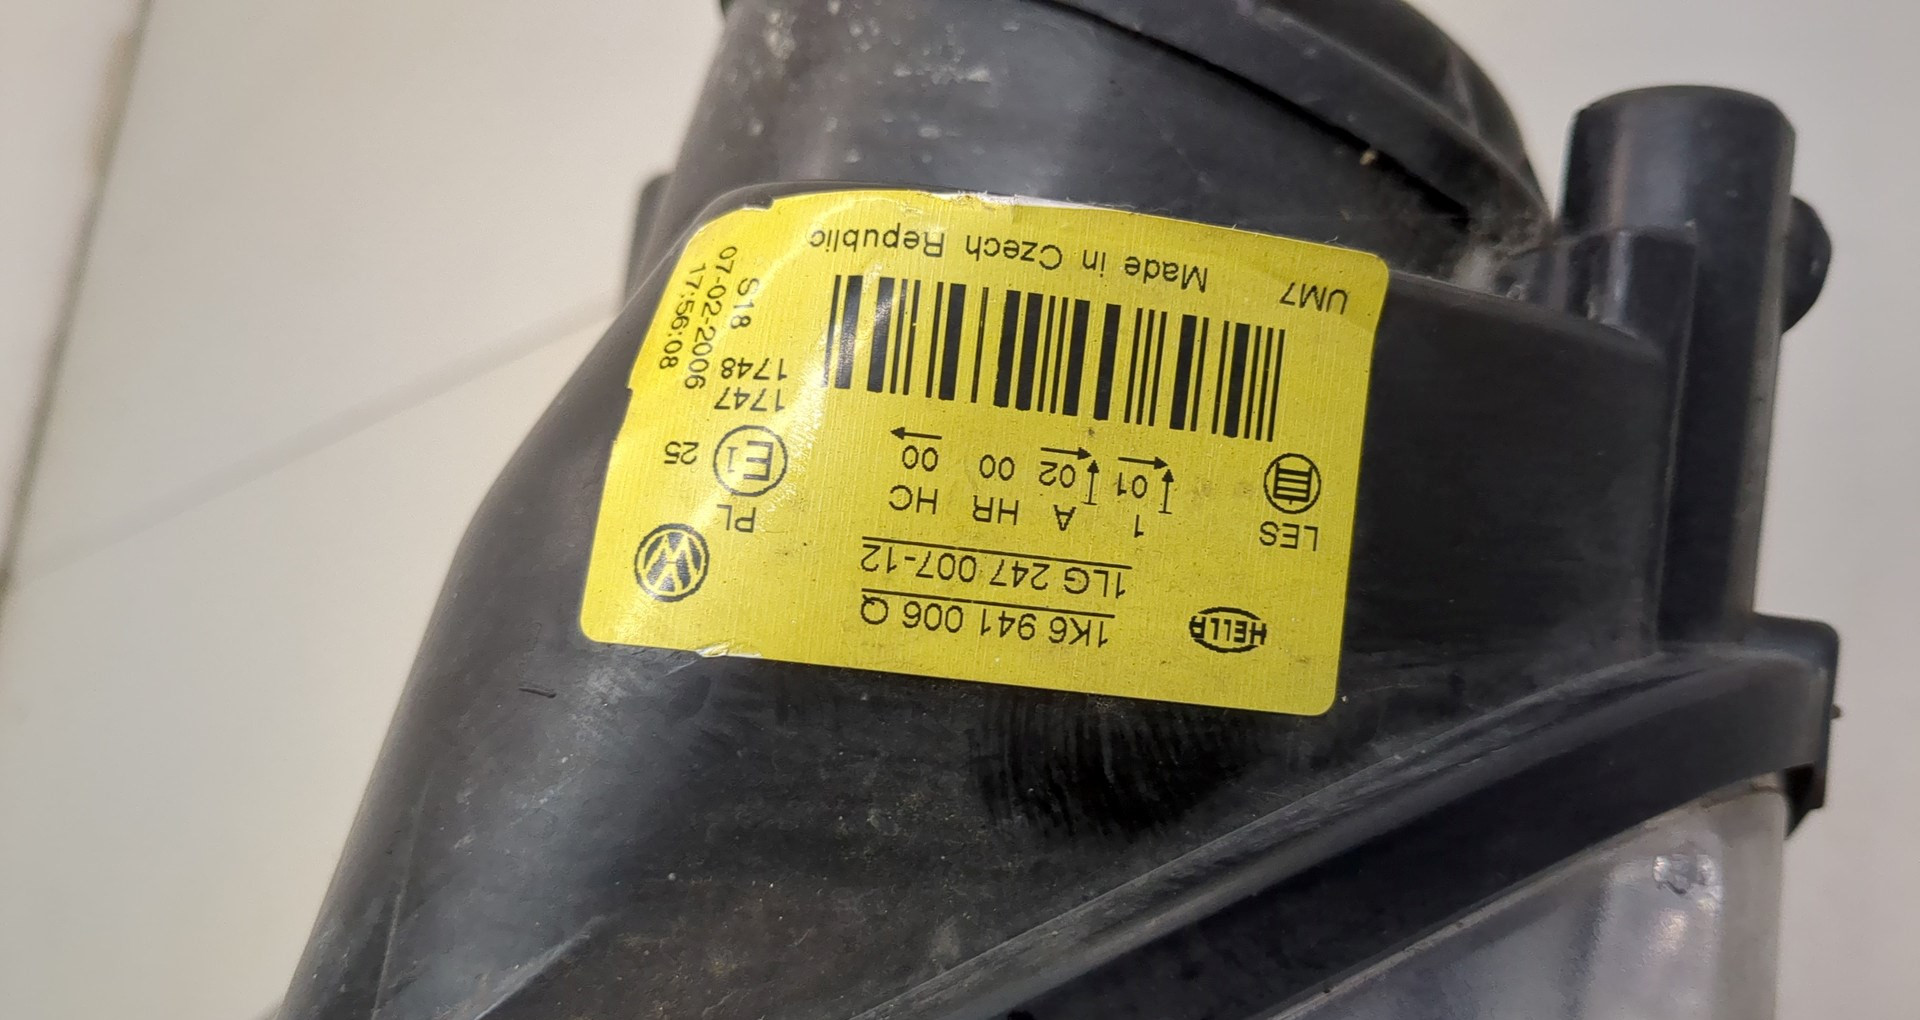 HELLA 1K6 941 006 Q
1LG 247 007-12
LES 1 A HR HC PL
01 02 00 00 E1 25
1747
1748
S18 07-02-2006
17:56:08
UM7 Made in Czech Republic